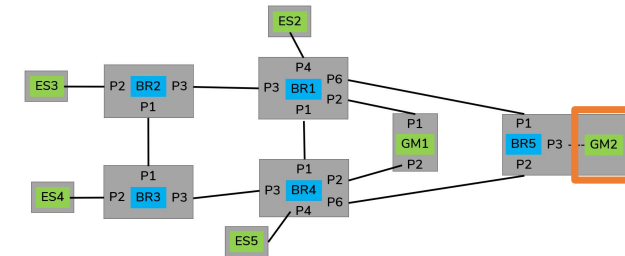 ES2
P4
ES3 P2 BR2 P3 P3 BR1 P6
P2
P1 P1
P1 P1
GM1 BR5 P3 GM2
P2 P2
P1 P1
ES4 P2 BR3 P3 P3 BR4 P2
P6
P4
ES5